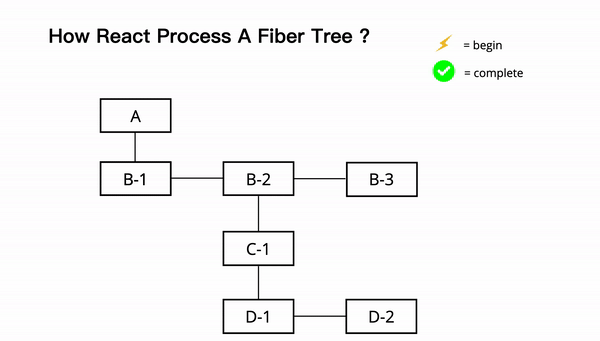 How React Process A Fiber Tree ?
= begin
= complete
A
B-1
B-2
B-3
C-1
D-1
D-2